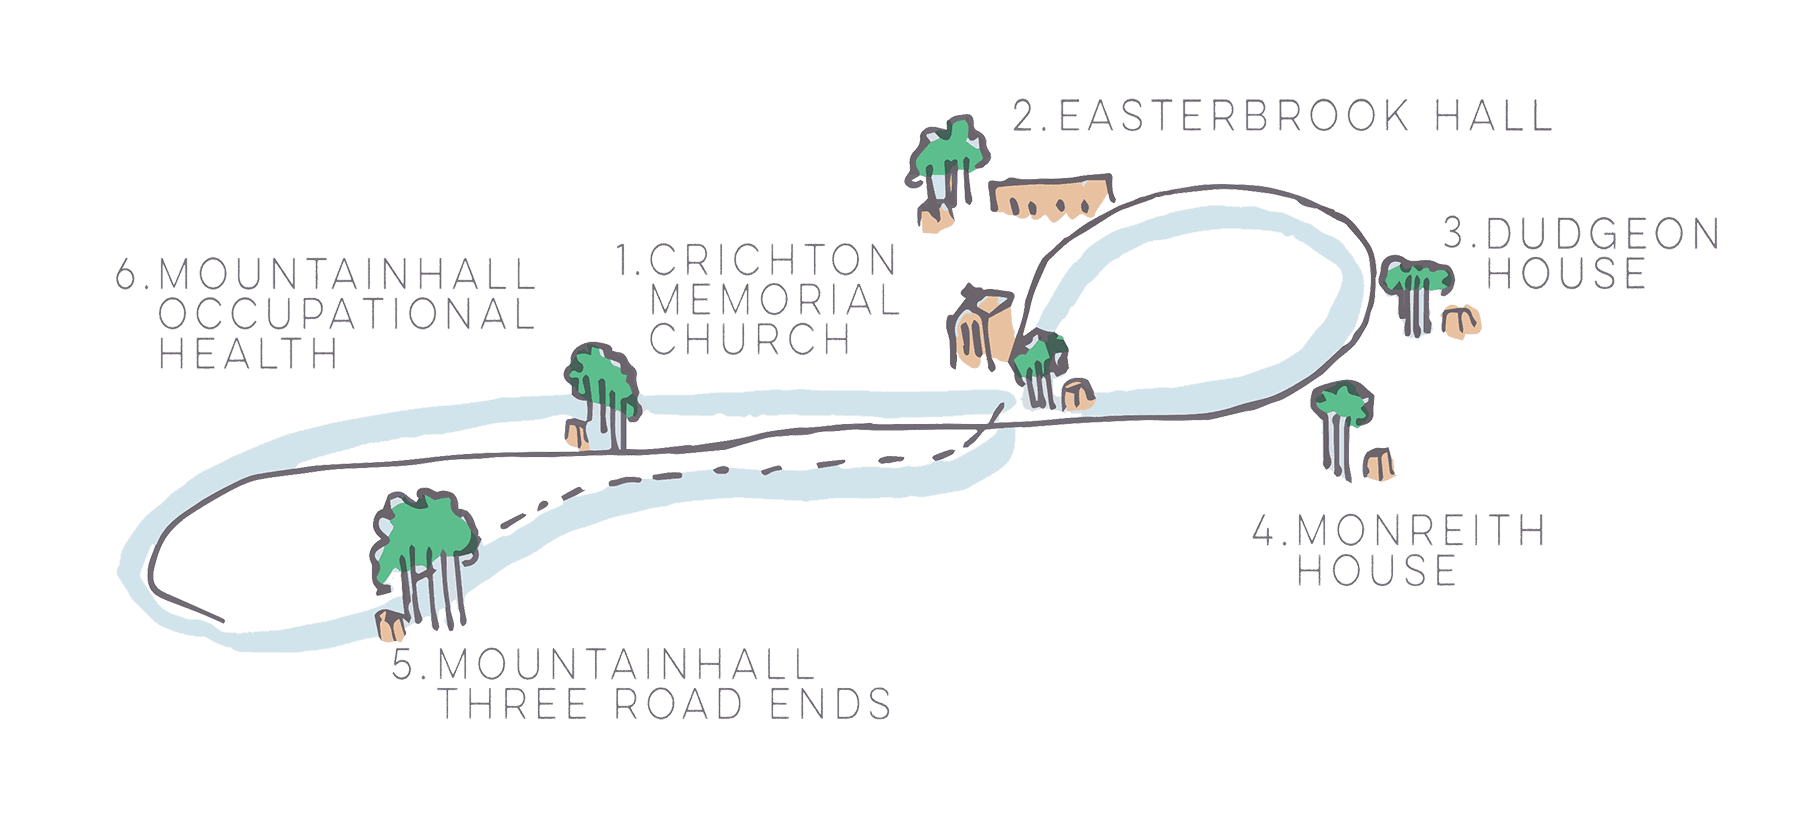 1. CRICHTON
MEMORIAL
CHURCH
2. EASTERBROOK HALL
3. DUDGEON
HOUSE
4. MONREITH
HOUSE
5. MOUNTAINHALL
THREE ROAD ENDS
6. MOUNTAINHALL
OCCUPATIONAL
HEALTH